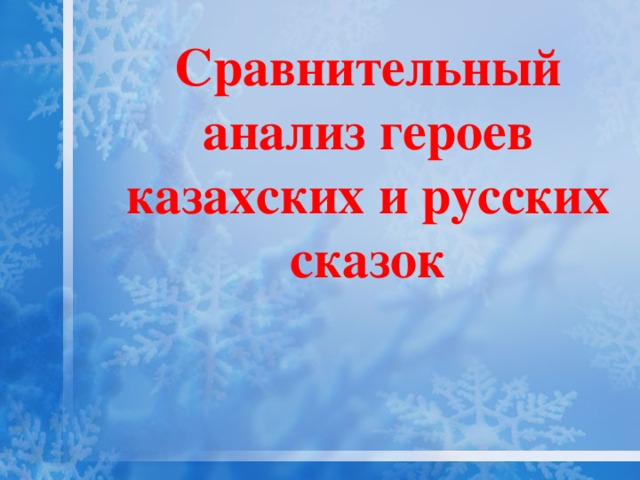 Сравнительный
анализ героев
казахских и русских
сказок